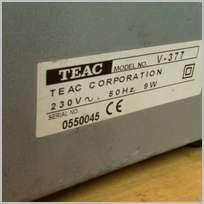 TEAC MODEL NO. V-377
TEAC CORPORATION
230V~, 50Hz, 9W
SERIAL NO.
0550045 CE